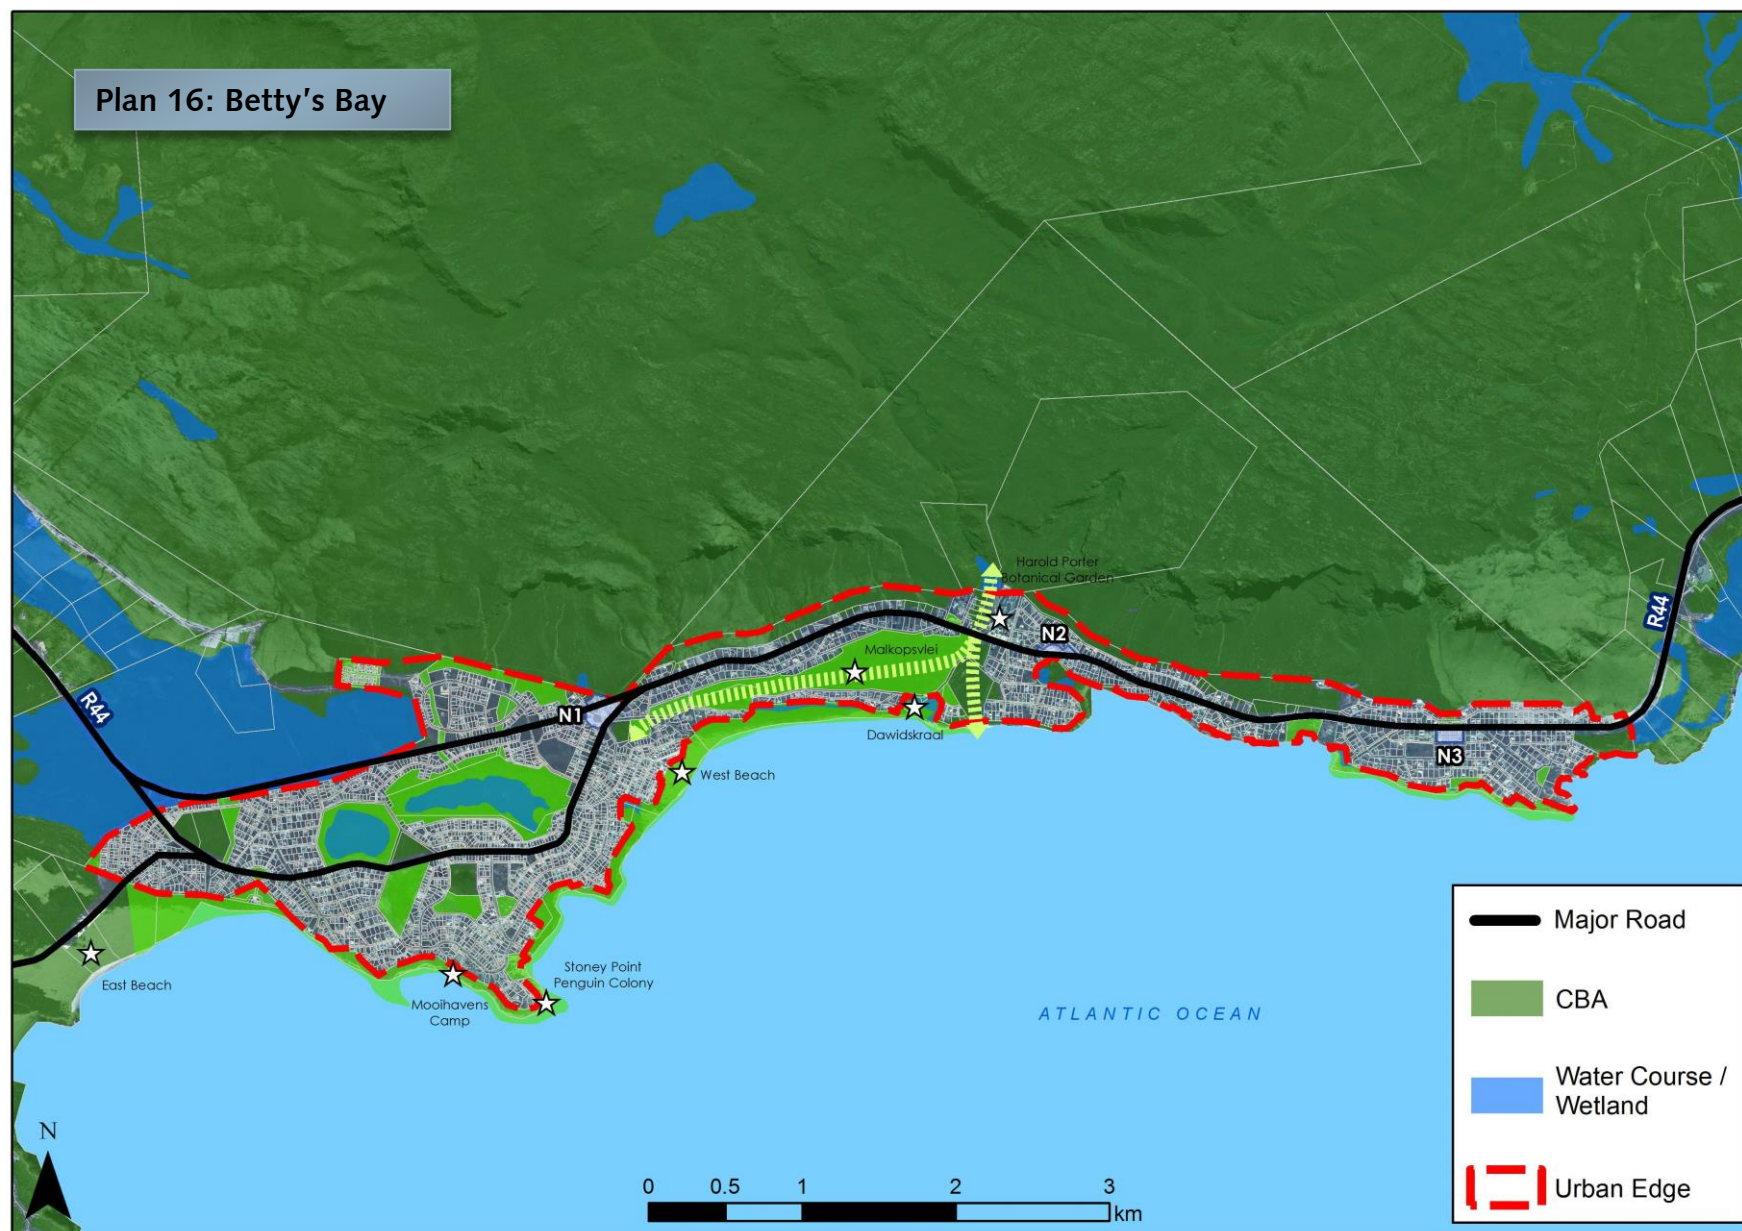 Plan 16: Betty's Bay
Harold Porter
Botanical Garden
R44
N2
Malkopsvlei
R44
N1
Dawidskraal
N3
West Beach
East Beach
Stoney Point
Penguin Colony
Mooihavens
Camp
ATLANTIC OCEAN
Major Road
CBA
Water Course /
Wetland
Urban Edge
N
0 0.5 1 2 3
km